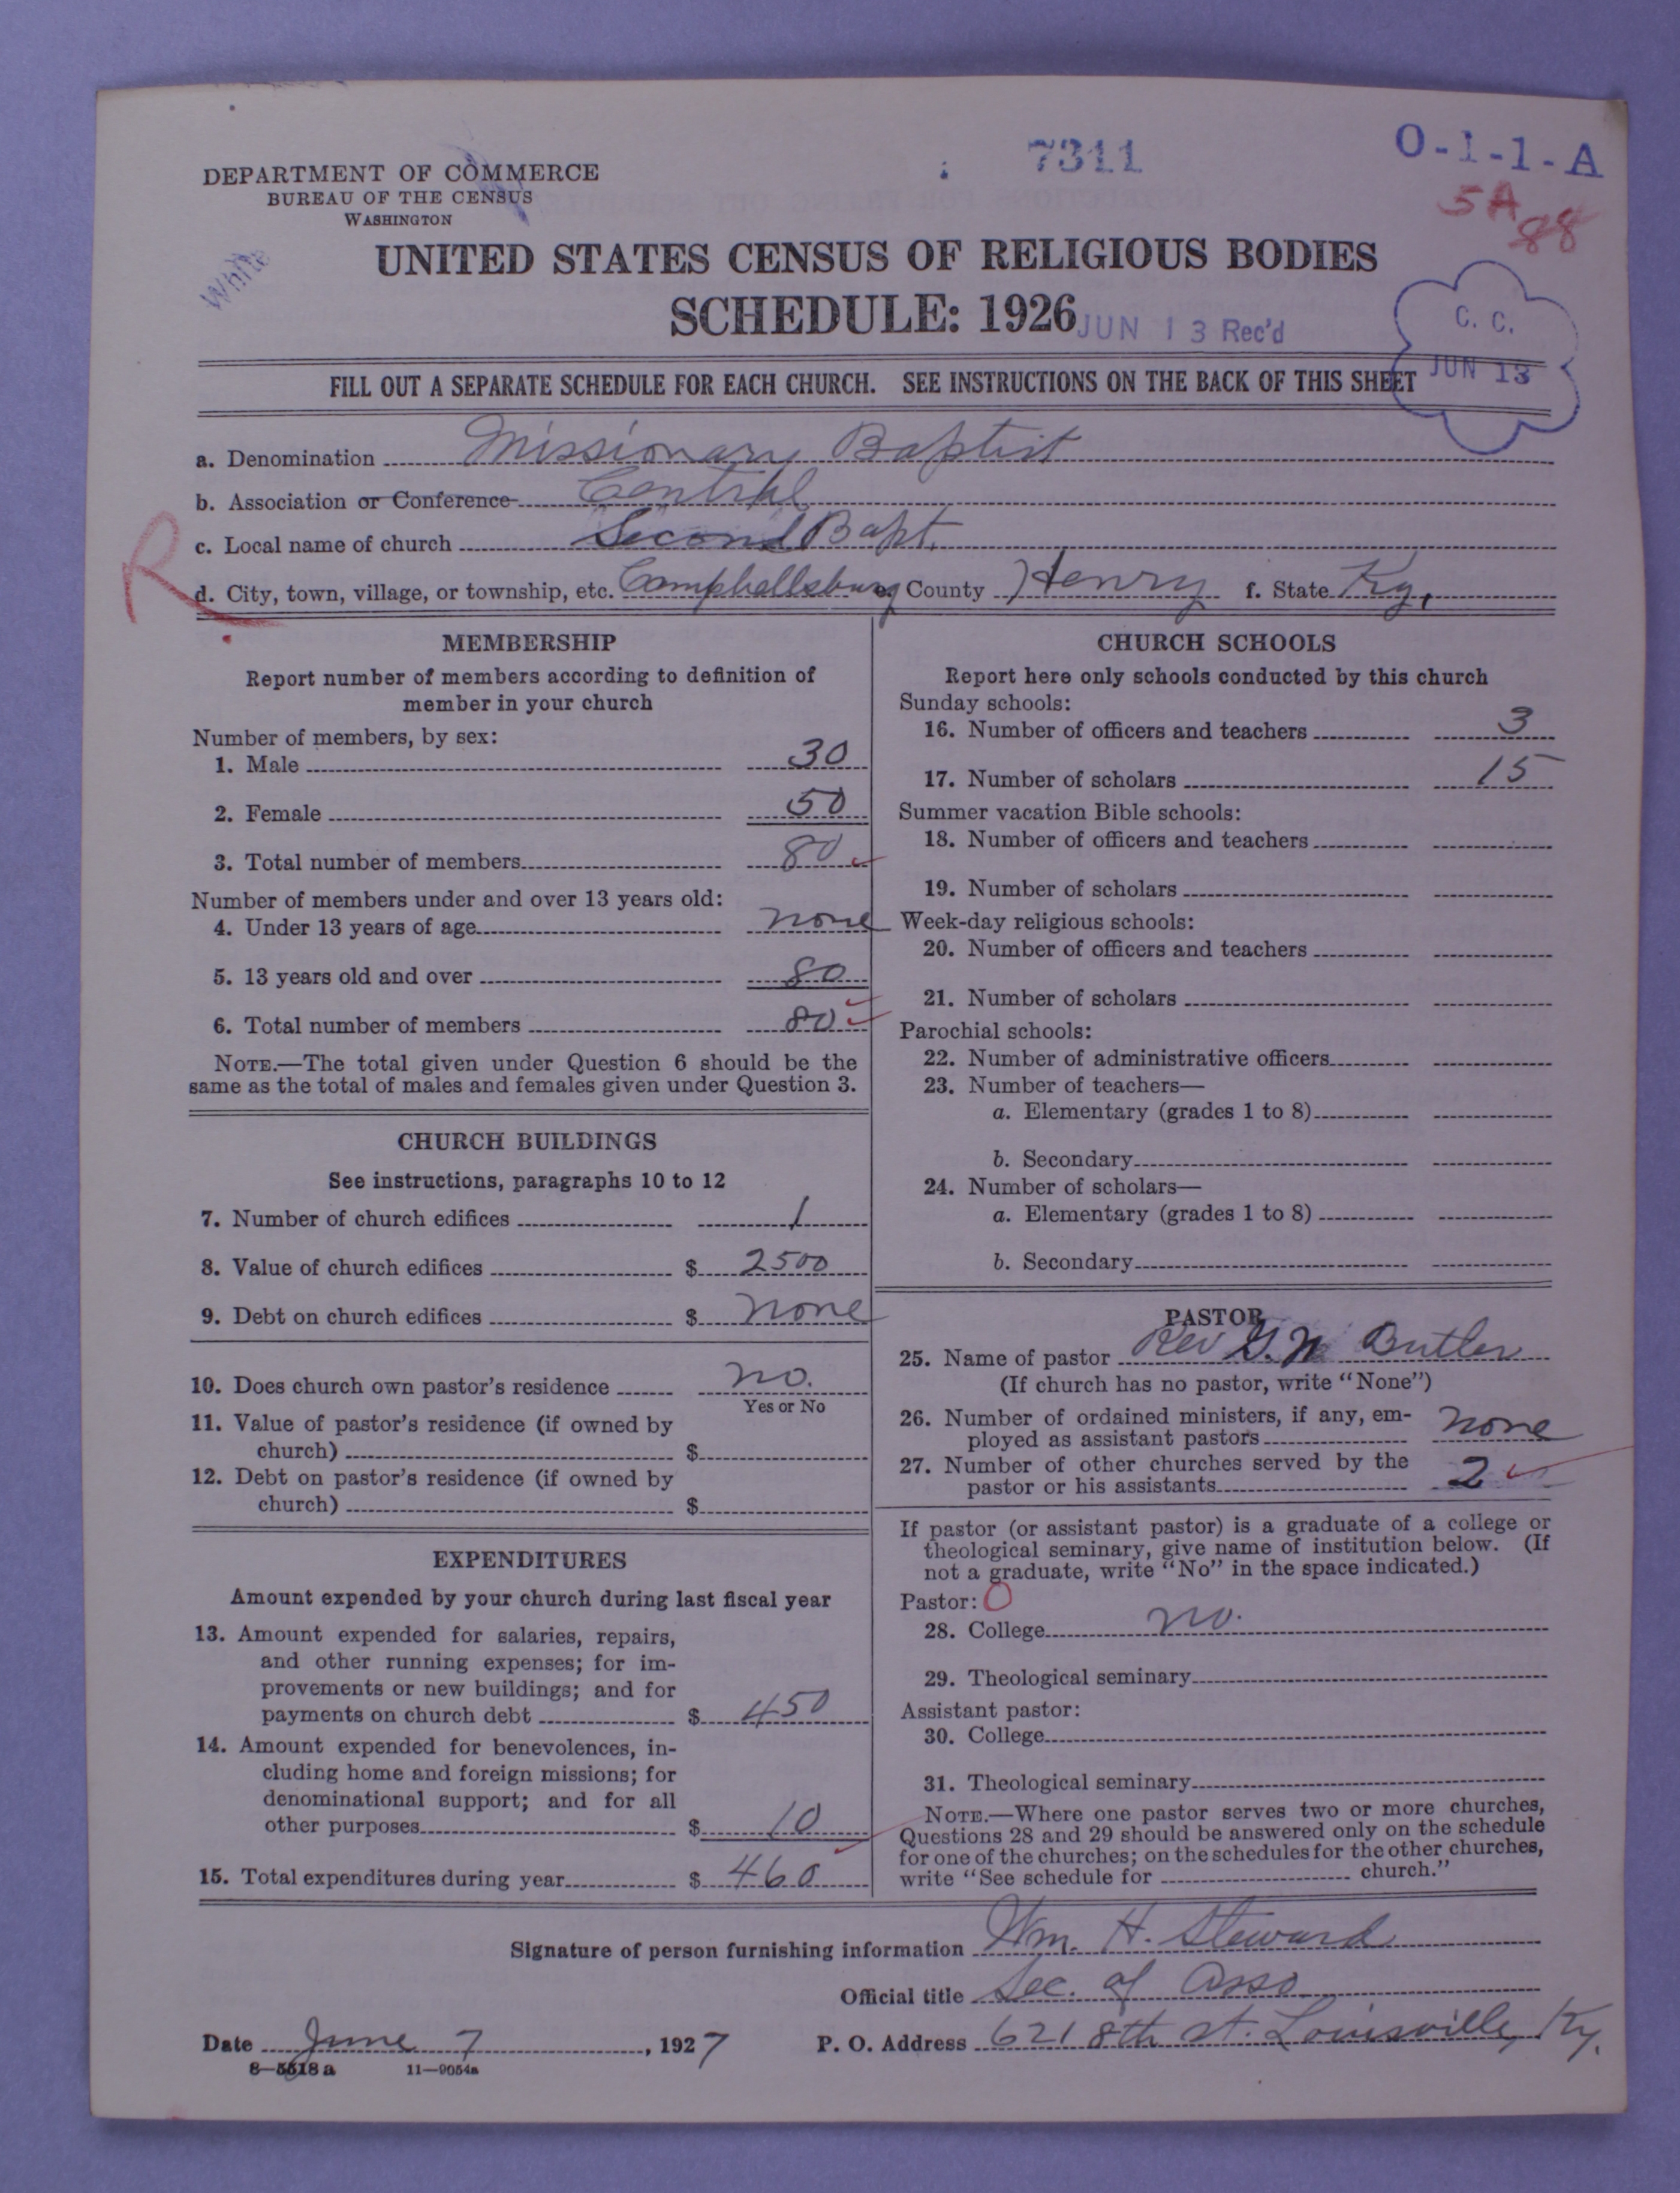 7311
O-1-1-A
5A
88
DEPARTMENT OF COMMERCE
BUREAU OF THE CENSUS
WASHINGTON
White
UNITED STATES CENSUS OF RELIGIOUS BODIES
SCHEDULE: 1926
JUN 13 Rec'd
C. C.
JUN 13
FILL OUT A SEPARATE SCHEDULE FOR EACH CHURCH. SEE INSTRUCTIONS ON THE BACK OF THIS SHEET
a. Denomination Missionary Baptist
b. Association or Conference Central
c. Local name of church Second Bapt.
R
d. City, town, village, or township, etc. Campbellsburg e. County Henry f. State Ky.
MEMBERSHIP
Report number of members according to definition of
member in your church
Number of members, by sex:
1. Male 30
2. Female 50
3. Total number of members 80
Number of members under and over 13 years old:
4. Under 13 years of age none
5. 13 years old and over 80
6. Total number of members 80
NOTE.—The total given under Question 6 should be the
same as the total of males and females given under Question 3.
CHURCH BUILDINGS
See instructions, paragraphs 10 to 12
7. Number of church edifices 1
8. Value of church edifices $ 2500
9. Debt on church edifices $ none
10. Does church own pastor's residence no.
Yes or No
11. Value of pastor's residence (if owned by
church) $
12. Debt on pastor's residence (if owned by
church) $
EXPENDITURES
Amount expended by your church during last fiscal year
13. Amount expended for salaries, repairs,
and other running expenses; for im-
provements or new buildings; and for
payments on church debt $ 450
14. Amount expended for benevolences, in-
cluding home and foreign missions; for
denominational support; and for all
other purposes $ 10
15. Total expenditures during year $ 460
CHURCH SCHOOLS
Report here only schools conducted by this church
Sunday schools:
16. Number of officers and teachers 3
17. Number of scholars 15
Summer vacation Bible schools:
18. Number of officers and teachers
19. Number of scholars
Week-day religious schools:
20. Number of officers and teachers
21. Number of scholars
Parochial schools:
22. Number of administrative officers
23. Number of teachers—
a. Elementary (grades 1 to 8)
b. Secondary
24. Number of scholars—
a. Elementary (grades 1 to 8)
b. Secondary
PASTOR
25. Name of pastor Rev G. W Butler
(If church has no pastor, write "None")
26. Number of ordained ministers, if any, em-
ployed as assistant pastors none
27. Number of other churches served by the
pastor or his assistants 2
If pastor (or assistant pastor) is a graduate of a college or
theological seminary, give name of institution below. (If
not a graduate, write "No" in the space indicated.)
Pastor: O
28. College no.
29. Theological seminary
Assistant pastor:
30. College
31. Theological seminary
NOTE.—Where one pastor serves two or more churches,
Questions 28 and 29 should be answered only on the schedule
for one of the churches; on the schedules for the other churches,
write "See schedule for church."
Signature of person furnishing information Wm. H. Steward
Official title Sec. of Asso.
Date June 7, 1927 P. O. Address 621 8th st. Louisville, Ky.
8—5518 a 11—9054a